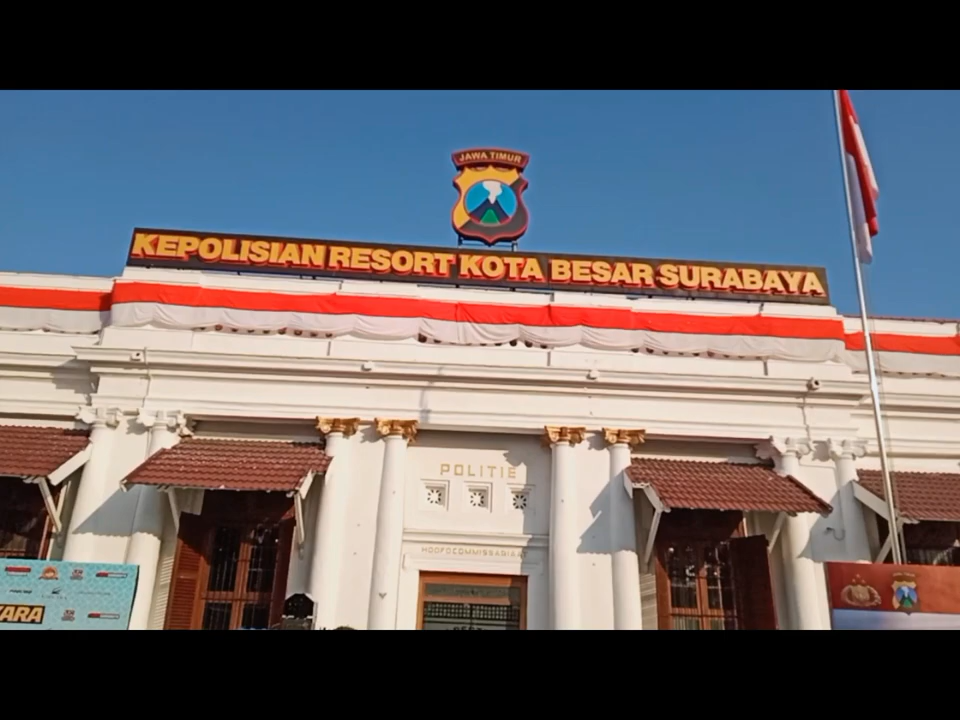 JAWA TIMUR
KEPOLISIAN RESORT KOTA BESAR SURABAYA
POLITIE
HOOFDCOMMISSARIAAT